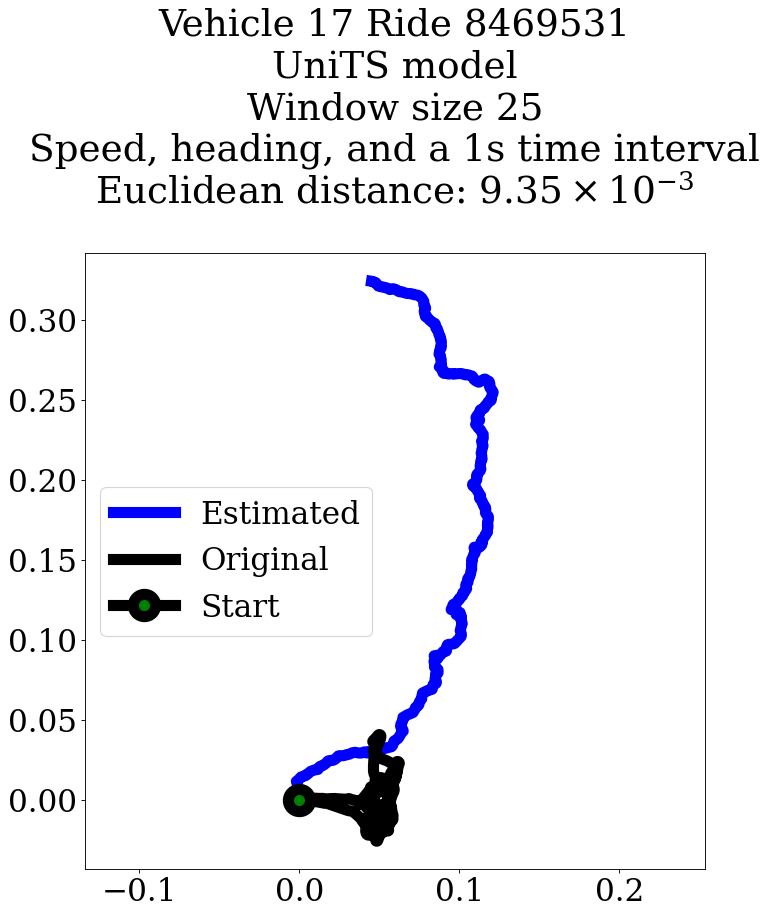 Vehicle 17 Ride 8469531
UniTS model
Window size 25
Speed, heading, and a 1s time interval
Euclidean distance: 9.35 × 10⁻³
0.30
0.25
0.20
0.15
0.10
0.05
0.00
Estimated
Original
Start
−0.1
0.0
0.1
0.2